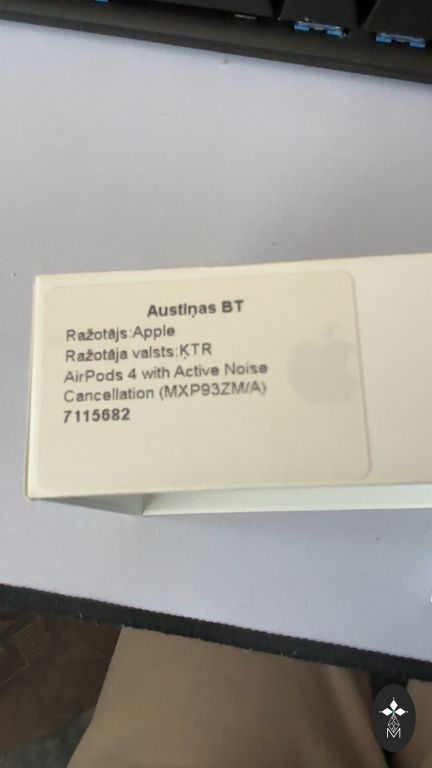 Austiņas BT
Ražotājs:Apple
Ražotāja valsts:ĶTR
AirPods 4 with Active Noise
Cancellation (MXP93ZM/A)
7115682
M